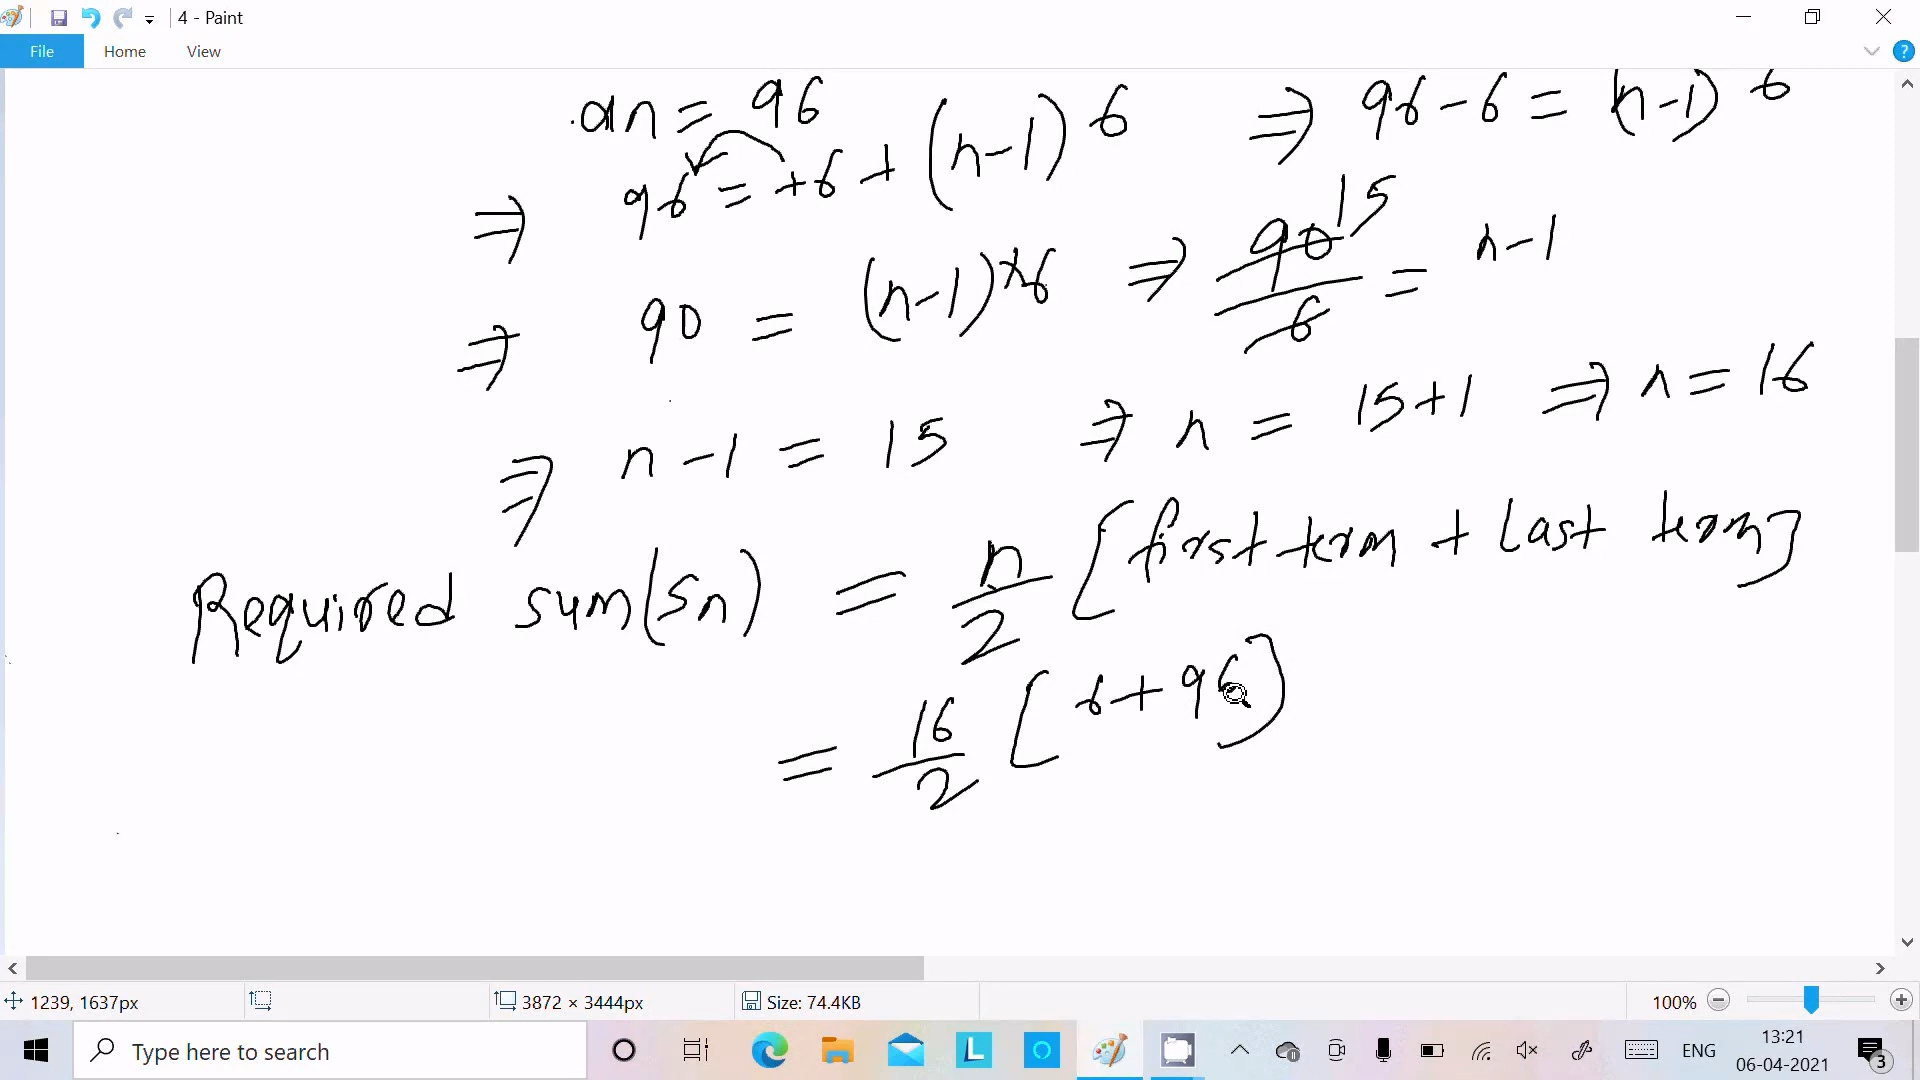 4 - Paint
File Home View
an = 96 ⇒ 96 - 6 = (n-1) 6
⇒ 96 = +6 + (n-1) 6
⇒ 90 = (n-1)×6 ⇒ 90/6 = n-1
15
⇒ n-1 = 15 ⇒ n = 15+1 ⇒ n = 16
Required sum(Sn) = n/2 [first term + Last term]
= 16/2 [6+96]
1239, 1637px 3872 × 3444px Size: 74.4KB 100%
Type here to search L ENG 13:21
06-04-2021 3